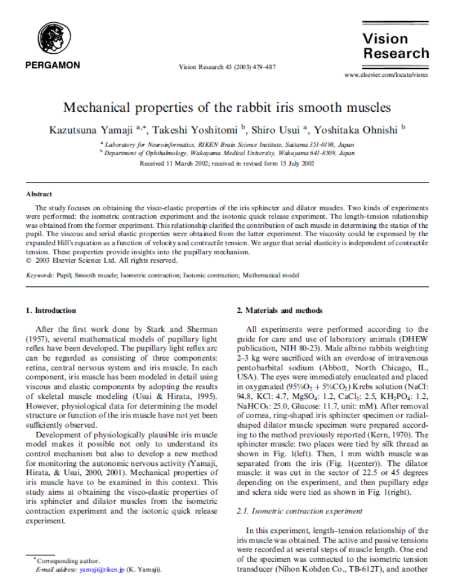 PERGAMON
Vision Research 43 (2003) 479–487
Vision
Research
www.elsevier.com/locate/visres
Mechanical properties of the rabbit iris smooth muscles
Kazutsuna Yamaji a,*, Takeshi Yoshitomi b, Shiro Usui a, Yoshitaka Ohnishi b
a Laboratory for Neuroinformatics, RIKEN Brain Science Institute, Saitama 351-0198, Japan
b Department of Ophthalmology, Wakayama Medical University, Wakayama 641-8509, Japan
Received 11 March 2002; received in revised form 15 July 2002
Abstract
The study focuses on obtaining the visco-elastic properties of the iris sphincter and dilator muscles. Two kinds of experiments
were performed: the isometric contraction experiment and the isotonic quick release experiment. The length-tension relationship
was obtained from the former experiment. This relationship clarified the contribution of each muscle in determining the statics of the
pupil. The viscous and serial elastic properties were obtained from the latter experiment. The viscosity could be expressed by the
expanded Hill's equation as a function of velocity and contractile tension. We argue that serial elasticity is independent of contractile
tension. These properties provide insights into the pupillary mechanism.
© 2003 Elsevier Science Ltd. All rights reserved.
Keywords: Pupil; Smooth muscle; Isometric contraction; Isotonic contraction; Mathematical model
1. Introduction
After the first work done by Stark and Sherman
(1957), several mathematical models of pupillary light
reflex have been developed. The pupillary light reflex arc
can be regarded as consisting of three components:
retina, central nervous system and iris muscle. In each
component, iris muscle has been modeled in detail using
viscous and elastic components by adopting the results
of skeletal muscle modeling (Usui & Hirata, 1995).
However, physiological data for determining the model
structure or function of the iris muscle have not yet been
sufficiently observed.
Development of physiologically plausible iris muscle
model makes it possible not only to understand its
control mechanism but also to develop a new method
for monitoring the autonomic nervous activity (Yamaji,
Hirata, & Usui, 2000, 2001). Mechanical properties of
iris muscle have to be examined in this context. This
study aims at obtaining the visco-elastic properties of
iris sphincter and dilator muscles from the isometric
contraction experiment and the isotonic quick release
experiment.
* Corresponding author.
E-mail address: yamaji@riken.jp (K. Yamaji).
2. Materials and methods
All experiments were performed according to the
guide for care and use of laboratory animals (DHEW
publication, NIH 80-23). Male albino rabbits weighing
2–3 kg were sacrificed with an overdose of intravenous
pentobarbital sodium (Abbott, North Chicago, IL,
USA). The eyes were immediately enucleated and placed
in oxygenated (95%O2 + 5%CO2) Krebs solution (NaCl:
94.8, KCl: 4.7, MgSO4: 1.2, CaCl2: 2.5, KH2PO4: 1.2,
NaHCO3: 25.0, Glucose: 11.7, unit: mM). After removal
of cornea, ring-shaped iris sphincter specimen or radial-
shaped dilator muscle specimen were prepared accord-
ing to the method previously reported (Kern, 1970). The
sphincter muscle: two places were tied by silk thread as
shown in Fig. 1(left). Then, 1 mm width muscle was
separated from the iris (Fig. 1(center)). The dilator
muscle: it was cut in the sector of 22.5 or 45 degrees
depending on the experiment, and then pupillary edge
and sclera side were tied as shown in Fig. 1(right).
2.1. Isometric contraction experiment
In this experiment, length–tension relationship of the
iris muscle was obtained. The active and passive tensions
were recorded at several steps of muscle length. One end
of the specimen was connected to the isometric tension
transducer (Nihon Kohden Co., TB-612T), and another